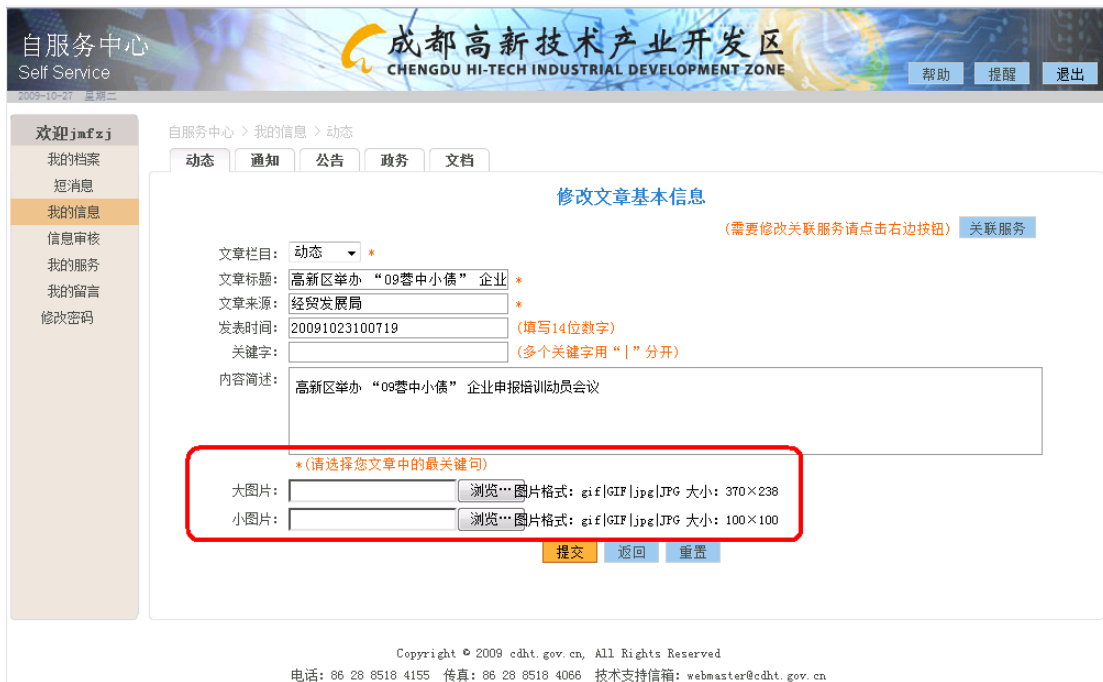 自服务中心
Self Service
成都高新技术产业开发区
CHENGDU HI-TECH INDUSTRIAL DEVELOPMENT ZONE
帮助 提醒 退出
2009-10-27 星期二
欢迎jmfzj
我的档案
短消息
我的信息
信息审核
我的服务
我的留言
修改密码
自服务中心 > 我的信息 > 动态
动态 通知 公告 政务 文档
修改文章基本信息
(需要修改关联服务请点击右边按钮) 关联服务
文章栏目: 动态 *
文章标题: 高新区举办 “09蓉中小债” 企业 *
文章来源: 经贸发展局 *
发表时间: 20091023100719 (填写14位数字)
关键字: (多个关键字用“|”分开)
内容简述: 高新区举办 “09蓉中小债” 企业申报培训动员会议
*(请选择您文章中的最关键句)
大图片: 浏览… 图片格式: gif|GIF|jpg|JPG 大小: 370×238
小图片: 浏览… 图片格式: gif|GIF|jpg|JPG 大小: 100×100
提交 返回 重置
Copyright © 2009 cdht.gov.cn, All Rights Reserved
电话: 86 28 8518 4155 传真: 86 28 8518 4066 技术支持信箱: webmaster@cdht.gov.cn